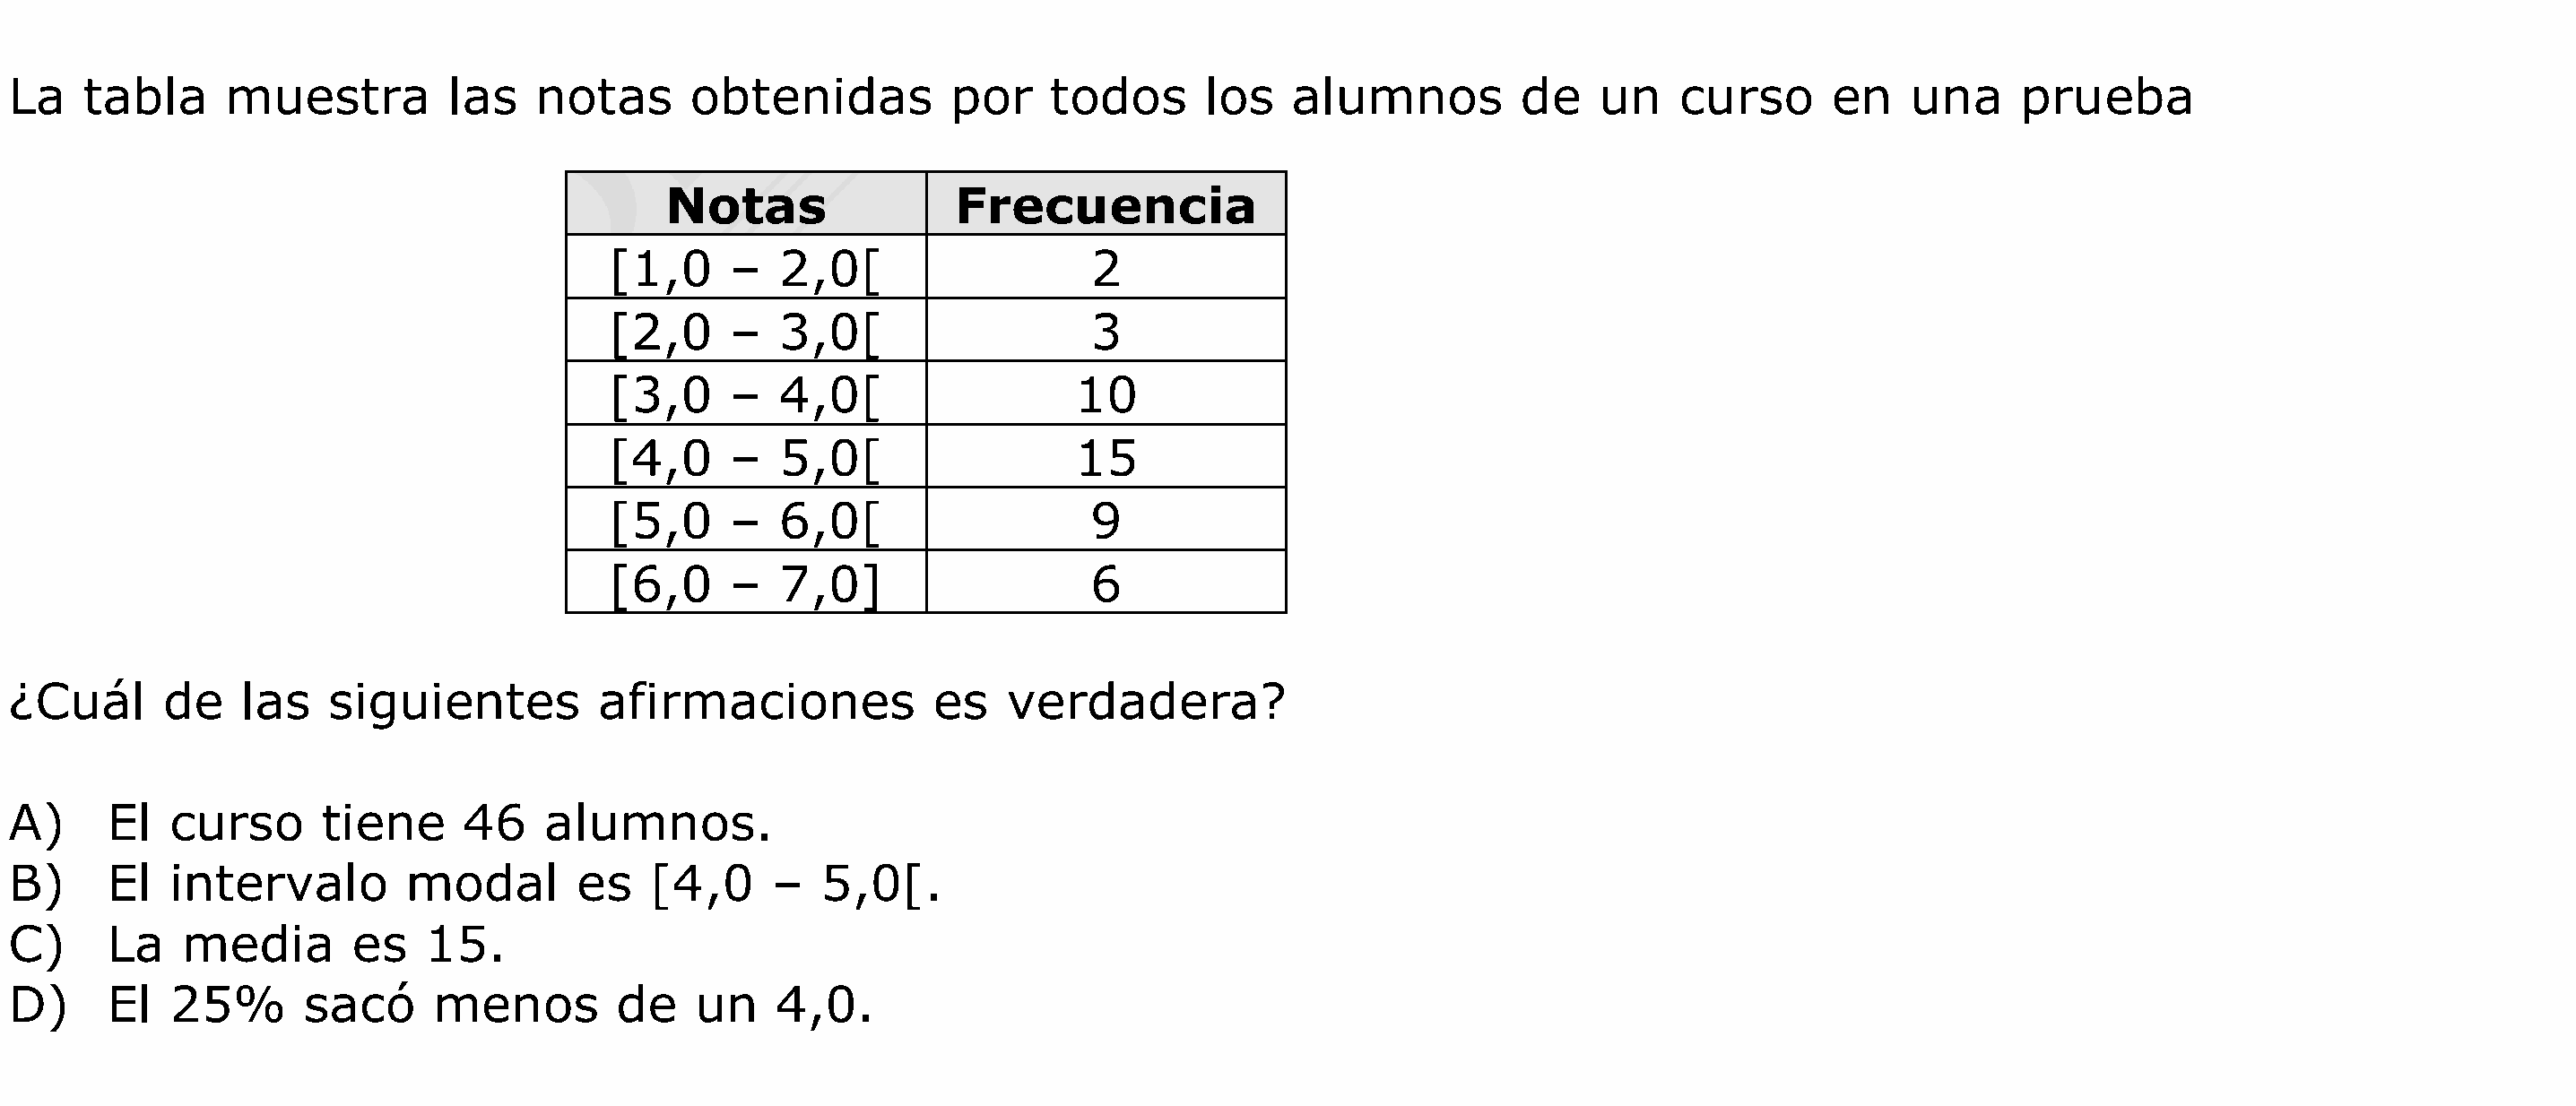 La tabla muestra las notas obtenidas por todos los alumnos de un curso en una prueba
Notas Frecuencia
[1,0 – 2,0[ 2
[2,0 – 3,0[ 3
[3,0 – 4,0[ 10
[4,0 – 5,0[ 15
[5,0 – 6,0[ 9
[6,0 – 7,0] 6
¿Cuál de las siguientes afirmaciones es verdadera?
A) El curso tiene 46 alumnos.
B) El intervalo modal es [4,0 – 5,0[.
C) La media es 15.
D) El 25% sacó menos de un 4,0.